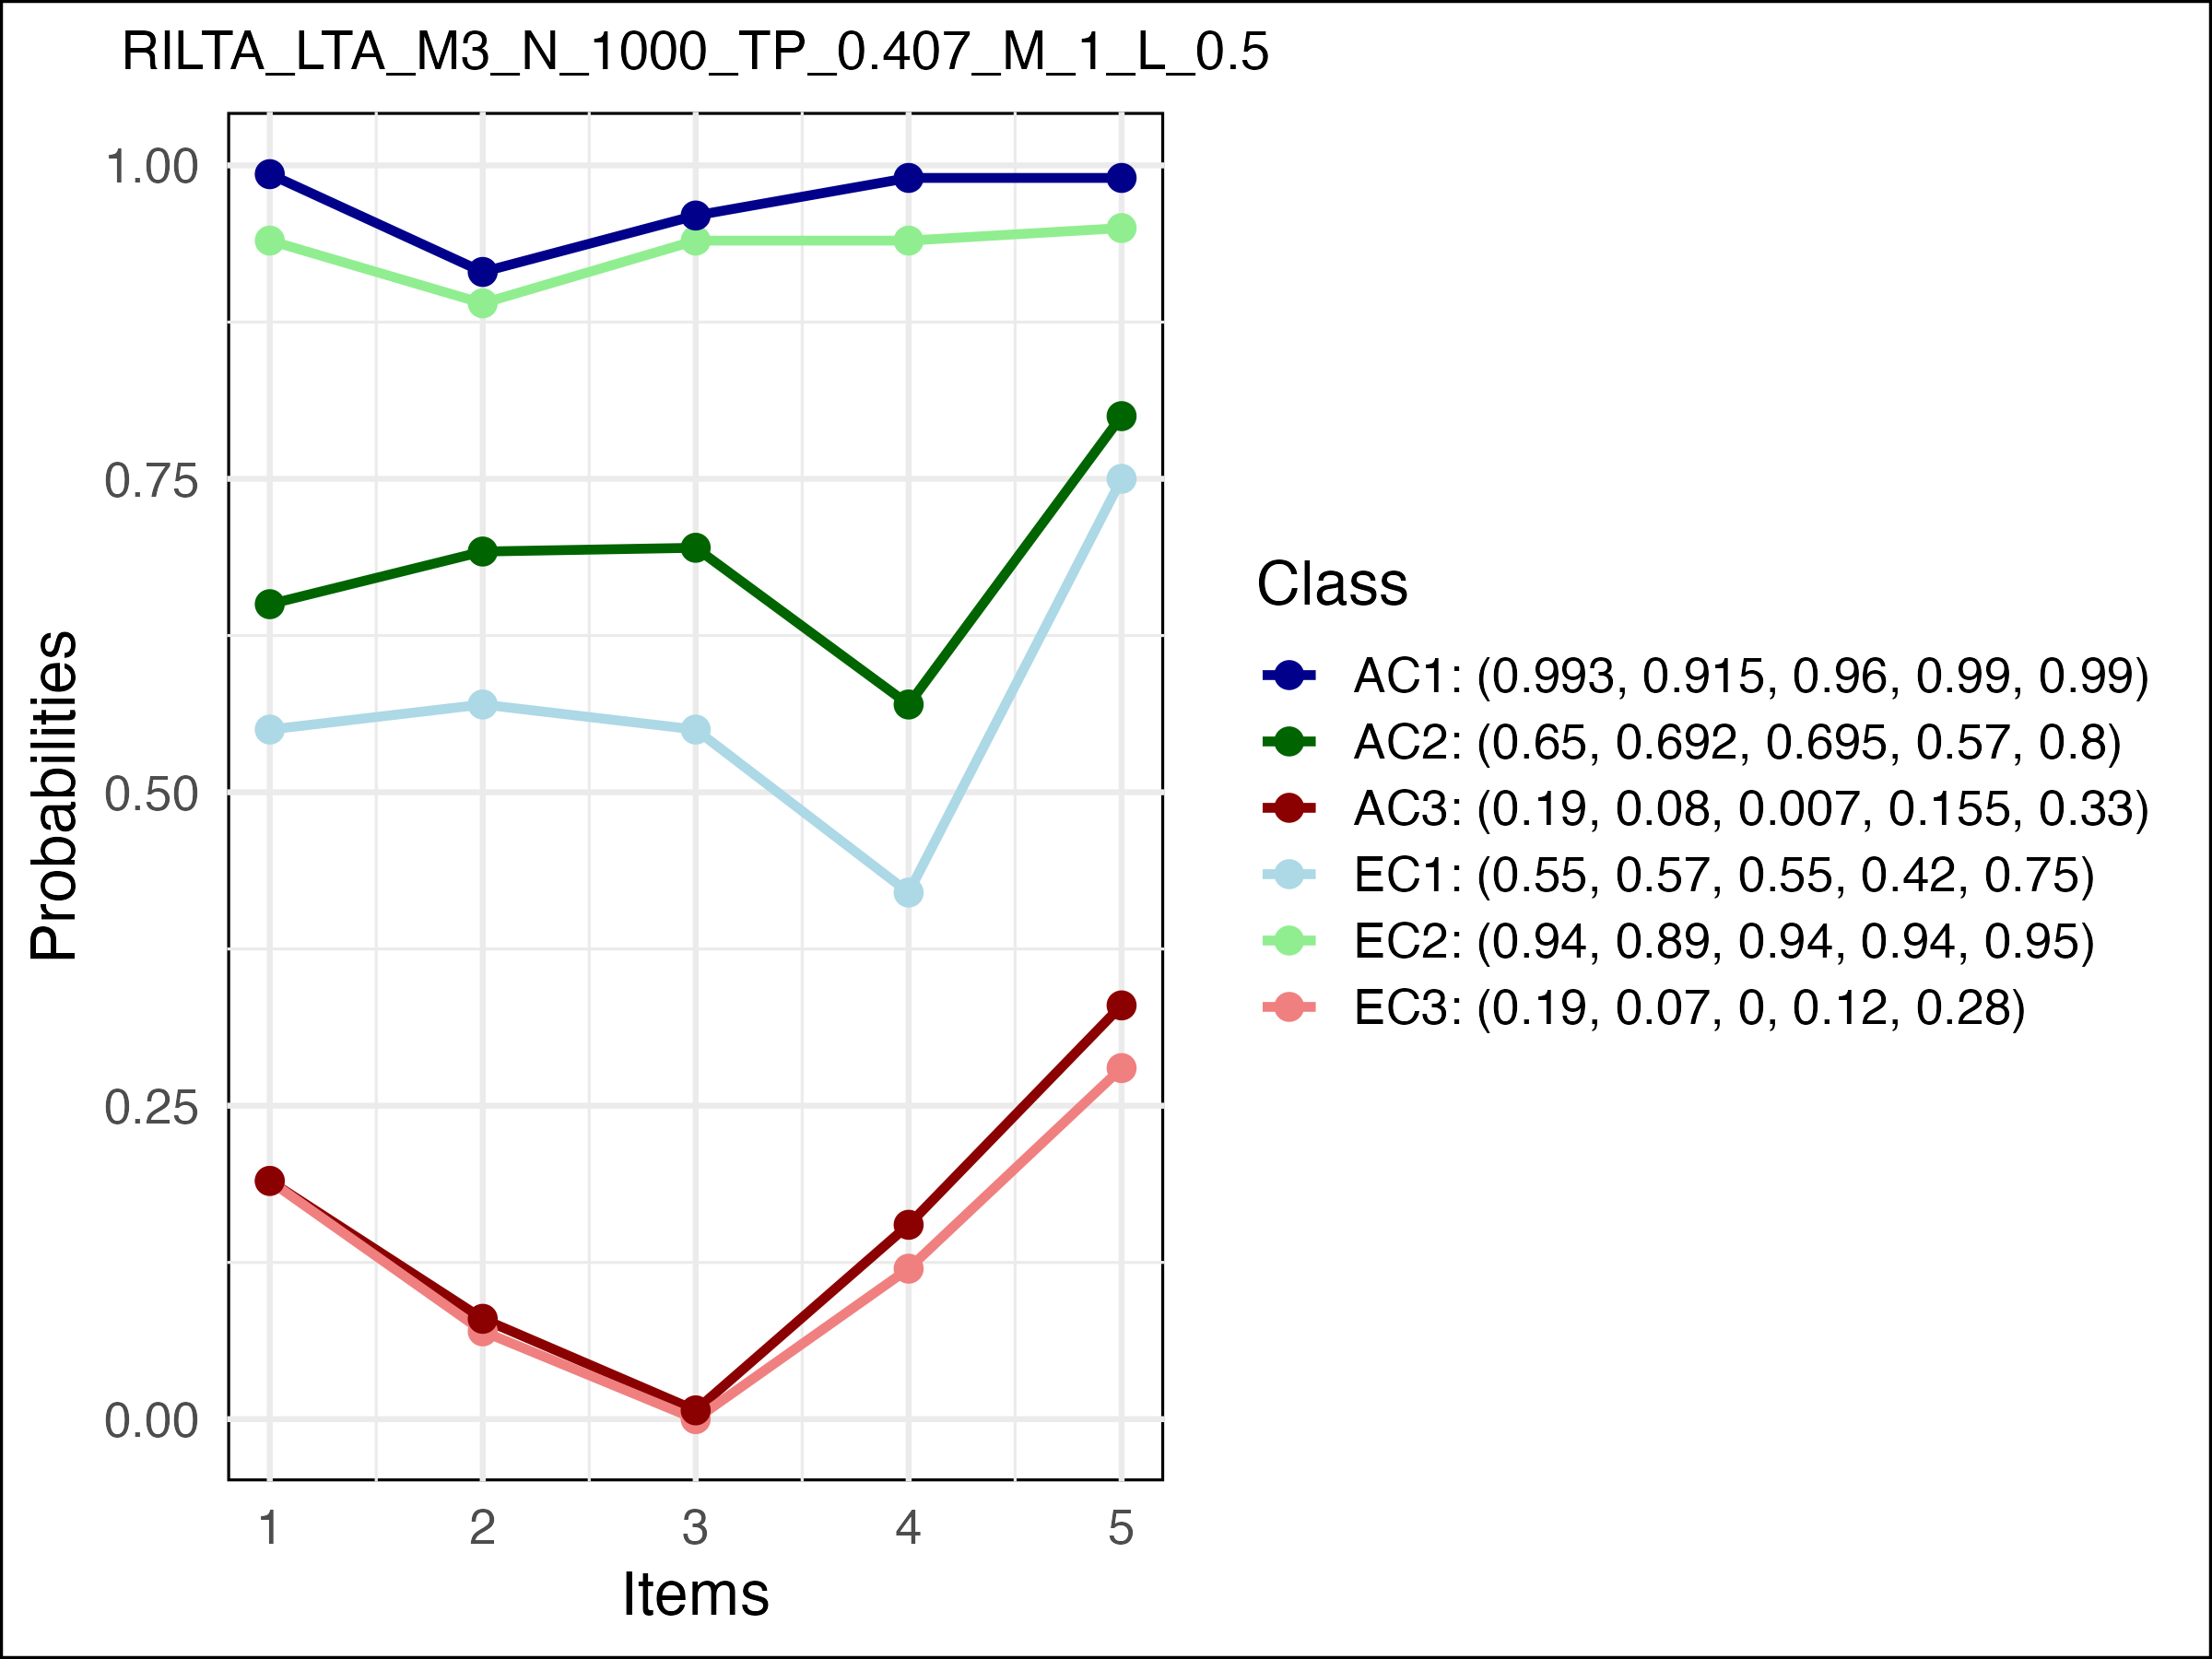 RILTA_LTA_M3_N_1000_TP_0.407_M_1_L_0.5
1.00
0.75
0.50
0.25
0.00
Probabilities
1 2 3 4 5
Items
Class
AC1: (0.993, 0.915, 0.96, 0.99, 0.99)
AC2: (0.65, 0.692, 0.695, 0.57, 0.8)
AC3: (0.19, 0.08, 0.007, 0.155, 0.33)
EC1: (0.55, 0.57, 0.55, 0.42, 0.75)
EC2: (0.94, 0.89, 0.94, 0.94, 0.95)
EC3: (0.19, 0.07, 0, 0.12, 0.28)